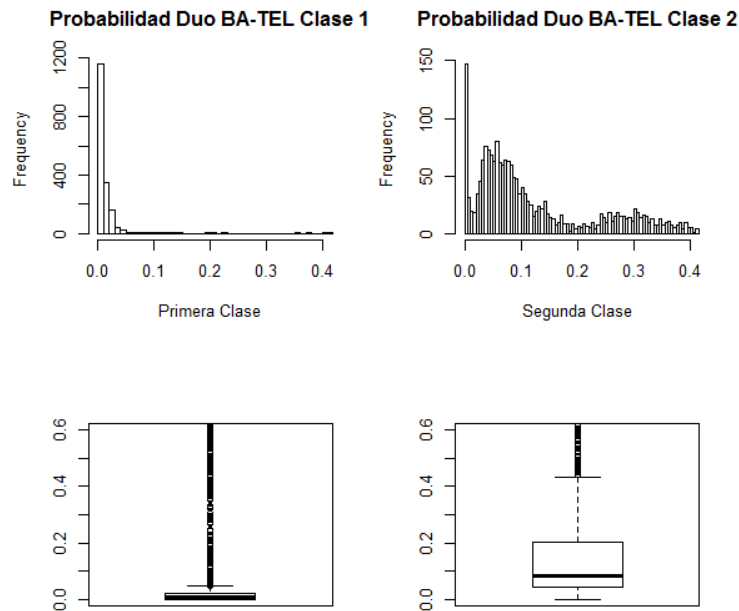 Probabilidad Duo BA-TEL Clase 1
Frequency
1200
800
400
0
0.0 0.1 0.2 0.3 0.4
Primera Clase
Probabilidad Duo BA-TEL Clase 2
Frequency
150
100
50
0
0.0 0.1 0.2 0.3 0.4
Segunda Clase
0.6
0.4
0.2
0.0
0.6
0.4
0.2
0.0